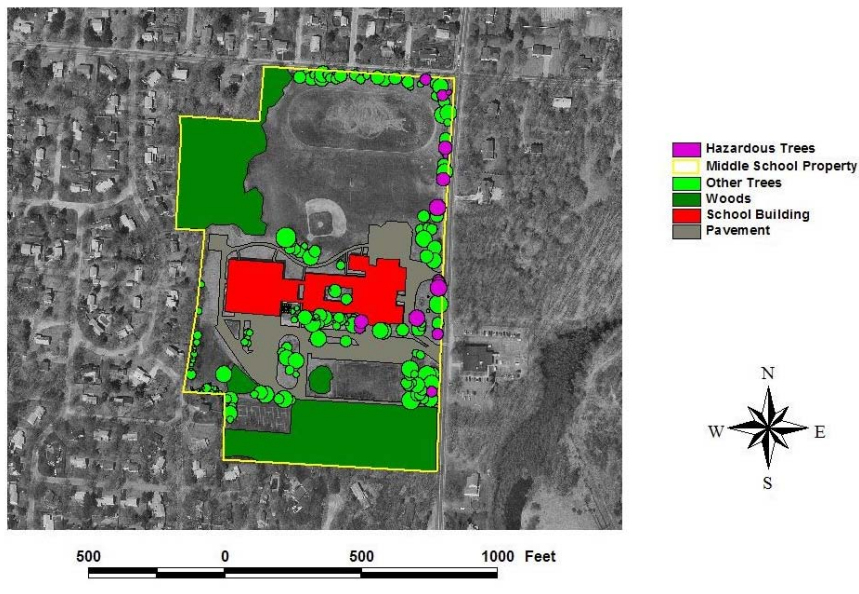 Hazardous Trees
Middle School Property
Other Trees
Woods
School Building
Pavement
N
W E
S
500 0 500 1000 Feet